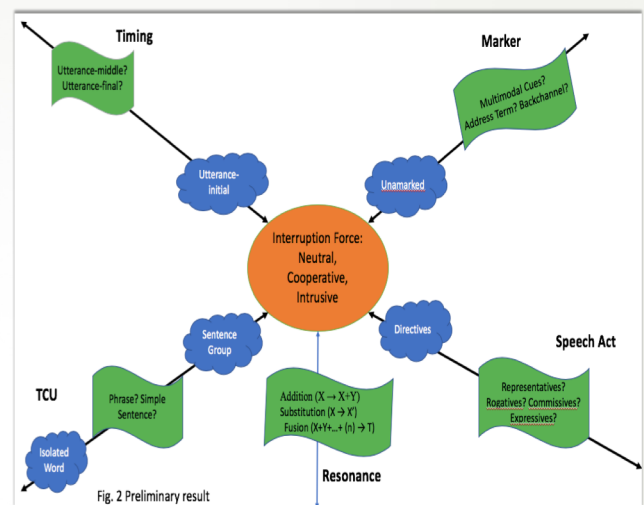 Timing
Marker
Utterance-middle?
Utterance-final?
Multimodal Cues?
Address Term? Backchannel?
Utterance-
initial
Unamarked
Interruption Force:
Neutral,
Cooperative,
Intrusive
Sentence
Group
Directives
Speech Act
TCU
Phrase? Simple
Sentence?
Addition (X → X+Y)
Substitution (X → X')
Fusion (X+Y+...+ (n) → T)
Representatives?
Rogatives? Commissives?
Expressives?
Isolated
Word
Resonance
Fig. 2 Preliminary result